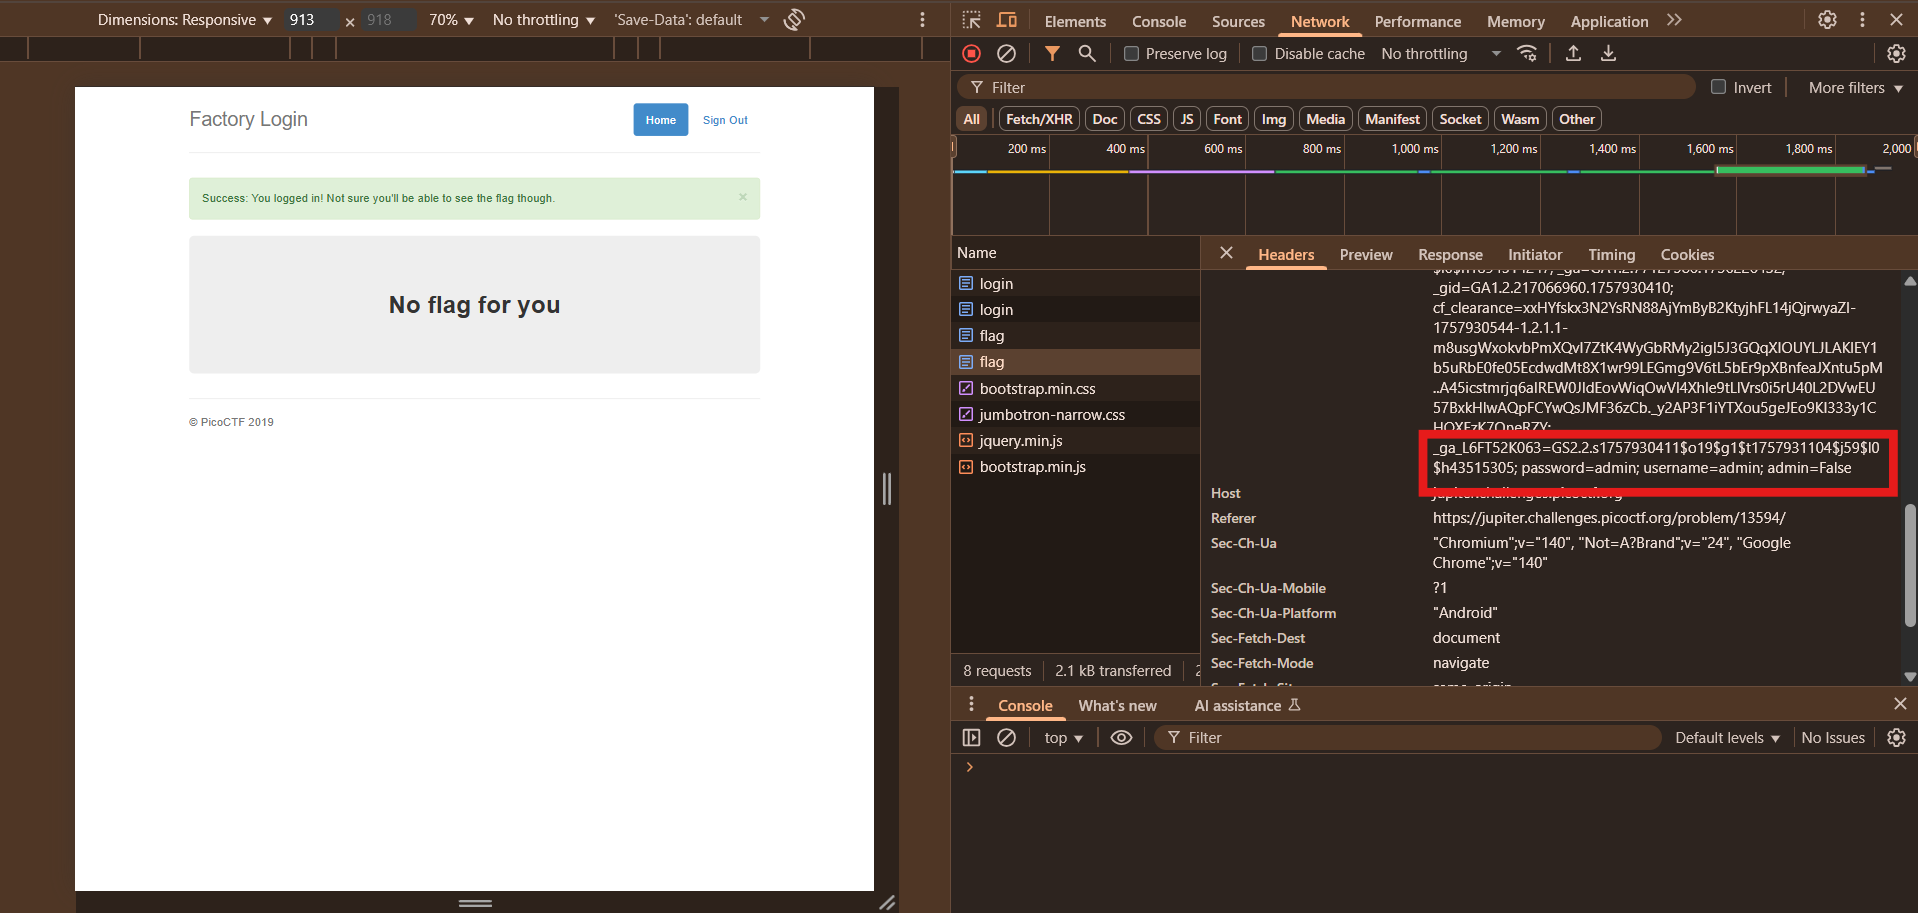 Dimensions: Responsive ▼ 913 × 918 70% ▼ No throttling ▼ 'Save-Data': default
Elements Console Sources Network Performance Memory Application
Preserve log Disable cache No throttling
Filter Invert More filters ▼
All Fetch/XHR Doc CSS JS Font Img Media Manifest Socket Wasm Other
200 ms 400 ms 600 ms 800 ms 1,000 ms 1,200 ms 1,400 ms 1,600 ms 1,800 ms 2,000
Factory Login
Home Sign Out
Success: You logged in! Not sure you'll be able to see the flag though. ×
No flag for you
© PicoCTF 2019
Name
login
login
flag
flag
bootstrap.min.css
jumbotron-narrow.css
jquery.min.js
bootstrap.min.js
8 requests 2.1 kB transferred
Headers Preview Response Initiator Timing Cookies
_gid=GA1.2.217066960.1757930410;
cf_clearance=xxHYfskx3N2YsRN88AjYmByB2KtyjhFL14jQjrwyaZI-
1757930544-1.2.1.1-
m8usgWxokvbPmXQvI7ZtK4WyGbRMy2igI5J3GQqXIOUYLJLAKIEY1
b5uRbE0fe05EcdwdMt8X1wr99LEGmg9V6tL5bEr9pXBnfeaJXntu5pM
..A45icstmrjq6alREW0JIdEovWiqOwVl4Xhle9tLlVrs0i5rU40L2DVwEU
57BxkHlwAQpFCYwQsJMF36zCb._y2AP3F1iYTXou5geJEo9KI333y1C
_ga_L6FT52K063=GS2.2.s1757930411$o19$g1$t1757931104$j59$l0
$h43515305; password=admin; username=admin; admin=False
Host jupiter.challenges.picoctf.org
Referer https://jupiter.challenges.picoctf.org/problem/13594/
Sec-Ch-Ua "Chromium";v="140", "Not=A?Brand";v="24", "Google
Chrome";v="140"
Sec-Ch-Ua-Mobile ?1
Sec-Ch-Ua-Platform "Android"
Sec-Fetch-Dest document
Sec-Fetch-Mode navigate
Console What's new AI assistance
top ▼ Filter Default levels ▼ No Issues